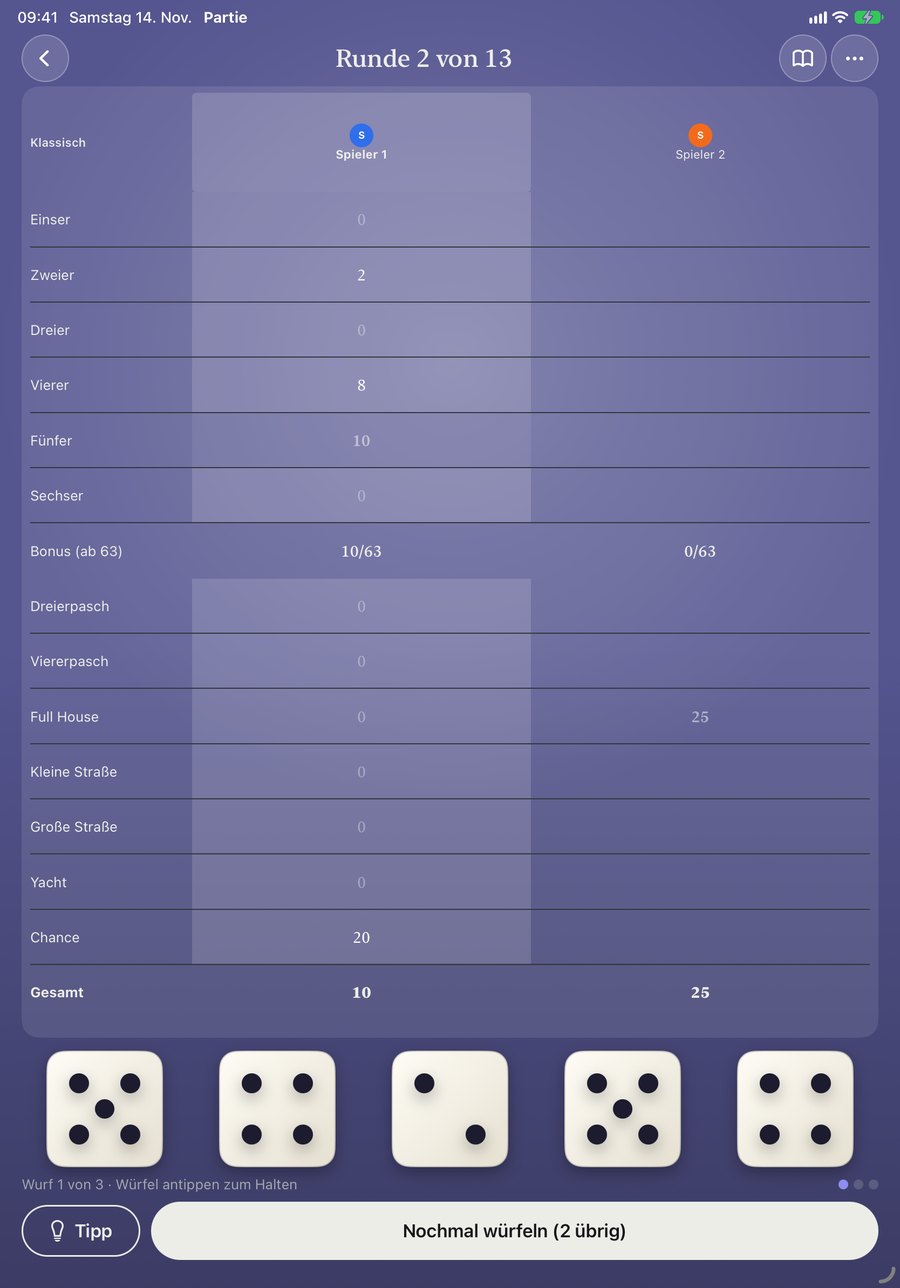 09:41 Samstag 14. Nov. Partie
Runde 2 von 13
Klassisch
S
Spieler 1
S
Spieler 2
Einser 0
Zweier 2
Dreier 0
Vierer 8
Fünfer 10
Sechser 0
Bonus (ab 63) 10/63 0/63
Dreierpasch 0
Viererpasch 0
Full House 0 25
Kleine Straße 0
Große Straße 0
Yacht 0
Chance 20
Gesamt 10 25
Wurf 1 von 3 · Würfel antippen zum Halten
Tipp
Nochmal würfeln (2 übrig)